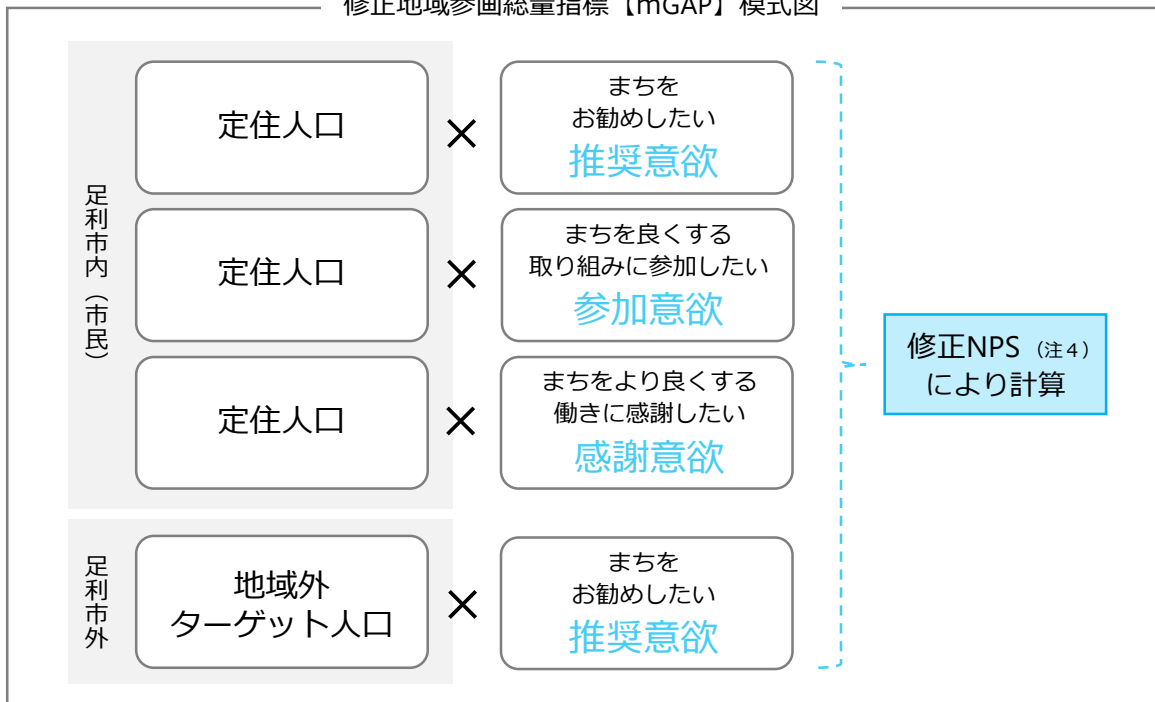 修正地域参画総量指標【mGAP】模式図
足利市内（市民）
定住人口
×
まちを
お勧めしたい
推奨意欲
定住人口
×
まちを良くする
取り組みに参加したい
参加意欲
定住人口
×
まちをより良くする
働きに感謝したい
感謝意欲
足利市外
地域外
ターゲット人口
×
まちを
お勧めしたい
推奨意欲
修正NPS（注４）
により計算